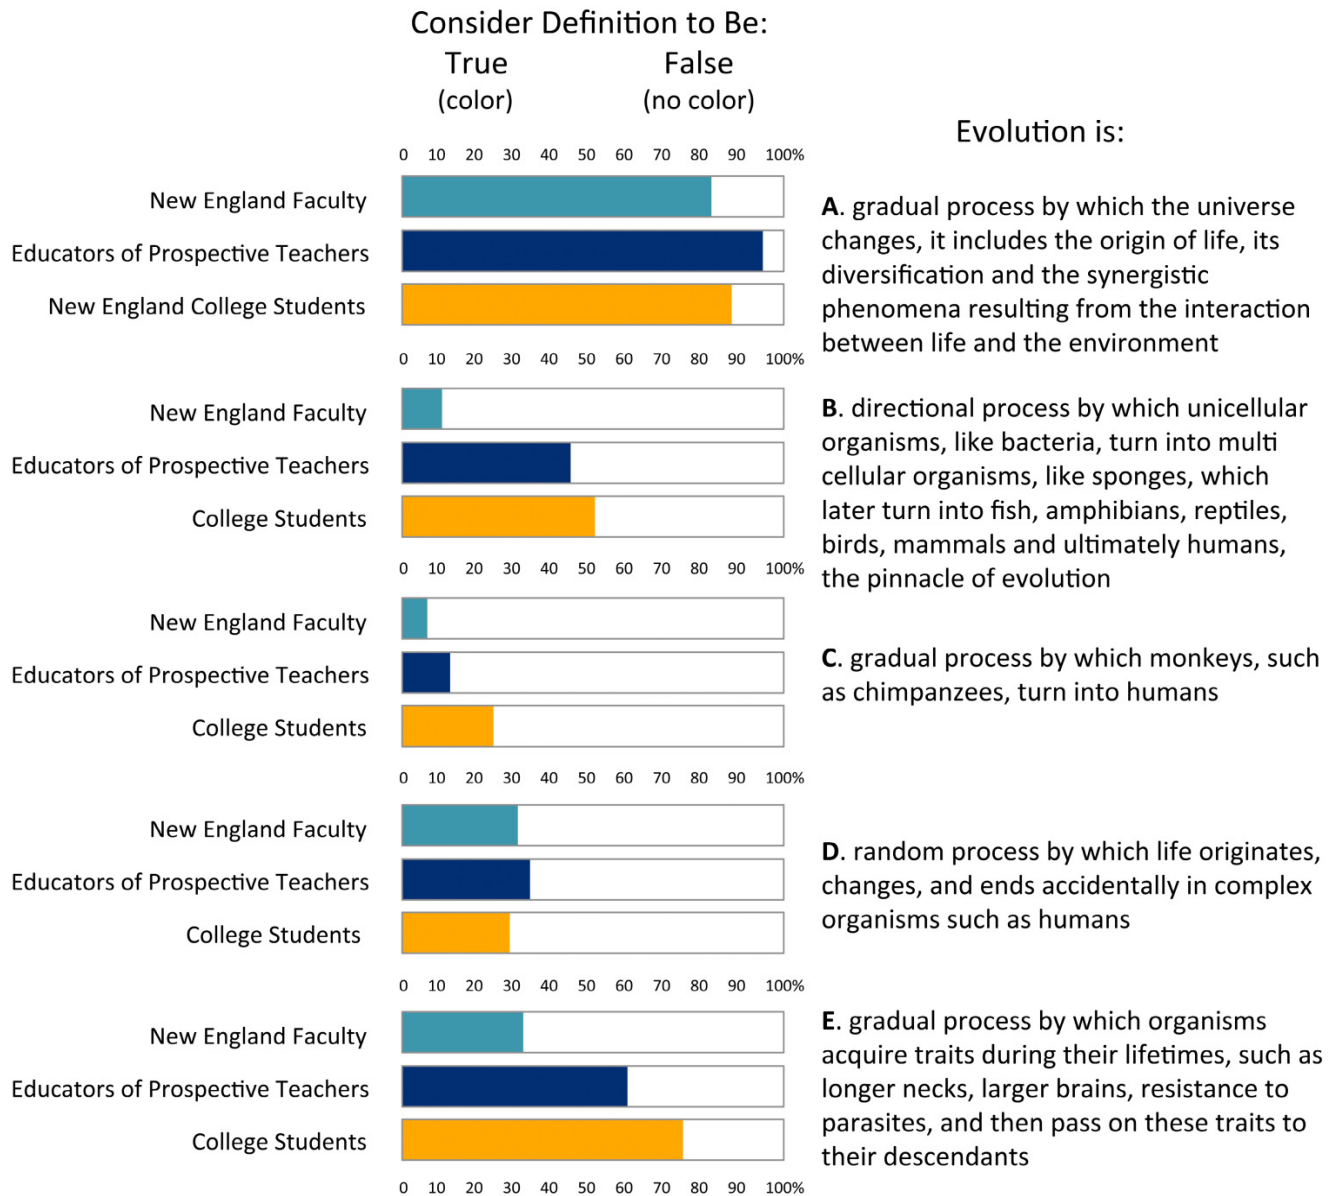 Consider Definition to Be:
True False
(color) (no color)
Evolution is:
0 10 20 30 40 50 60 70 80 90 100%
New England Faculty
Educators of Prospective Teachers
New England College Students
A. gradual process by which the universe
changes, it includes the origin of life, its
diversification and the synergistic
phenomena resulting from the interaction
between life and the environment
0 10 20 30 40 50 60 70 80 90 100%
New England Faculty
Educators of Prospective Teachers
College Students
B. directional process by which unicellular
organisms, like bacteria, turn into multi
cellular organisms, like sponges, which
later turn into fish, amphibians, reptiles,
birds, mammals and ultimately humans,
the pinnacle of evolution
0 10 20 30 40 50 60 70 80 90 100%
New England Faculty
Educators of Prospective Teachers
College Students
C. gradual process by which monkeys, such
as chimpanzees, turn into humans
0 10 20 30 40 50 60 70 80 90 100%
New England Faculty
Educators of Prospective Teachers
College Students
D. random process by which life originates,
changes, and ends accidentally in complex
organisms such as humans
0 10 20 30 40 50 60 70 80 90 100%
New England Faculty
Educators of Prospective Teachers
College Students
E. gradual process by which organisms
acquire traits during their lifetimes, such as
longer necks, larger brains, resistance to
parasites, and then pass on these traits to
their descendants
0 10 20 30 40 50 60 70 80 90 100%